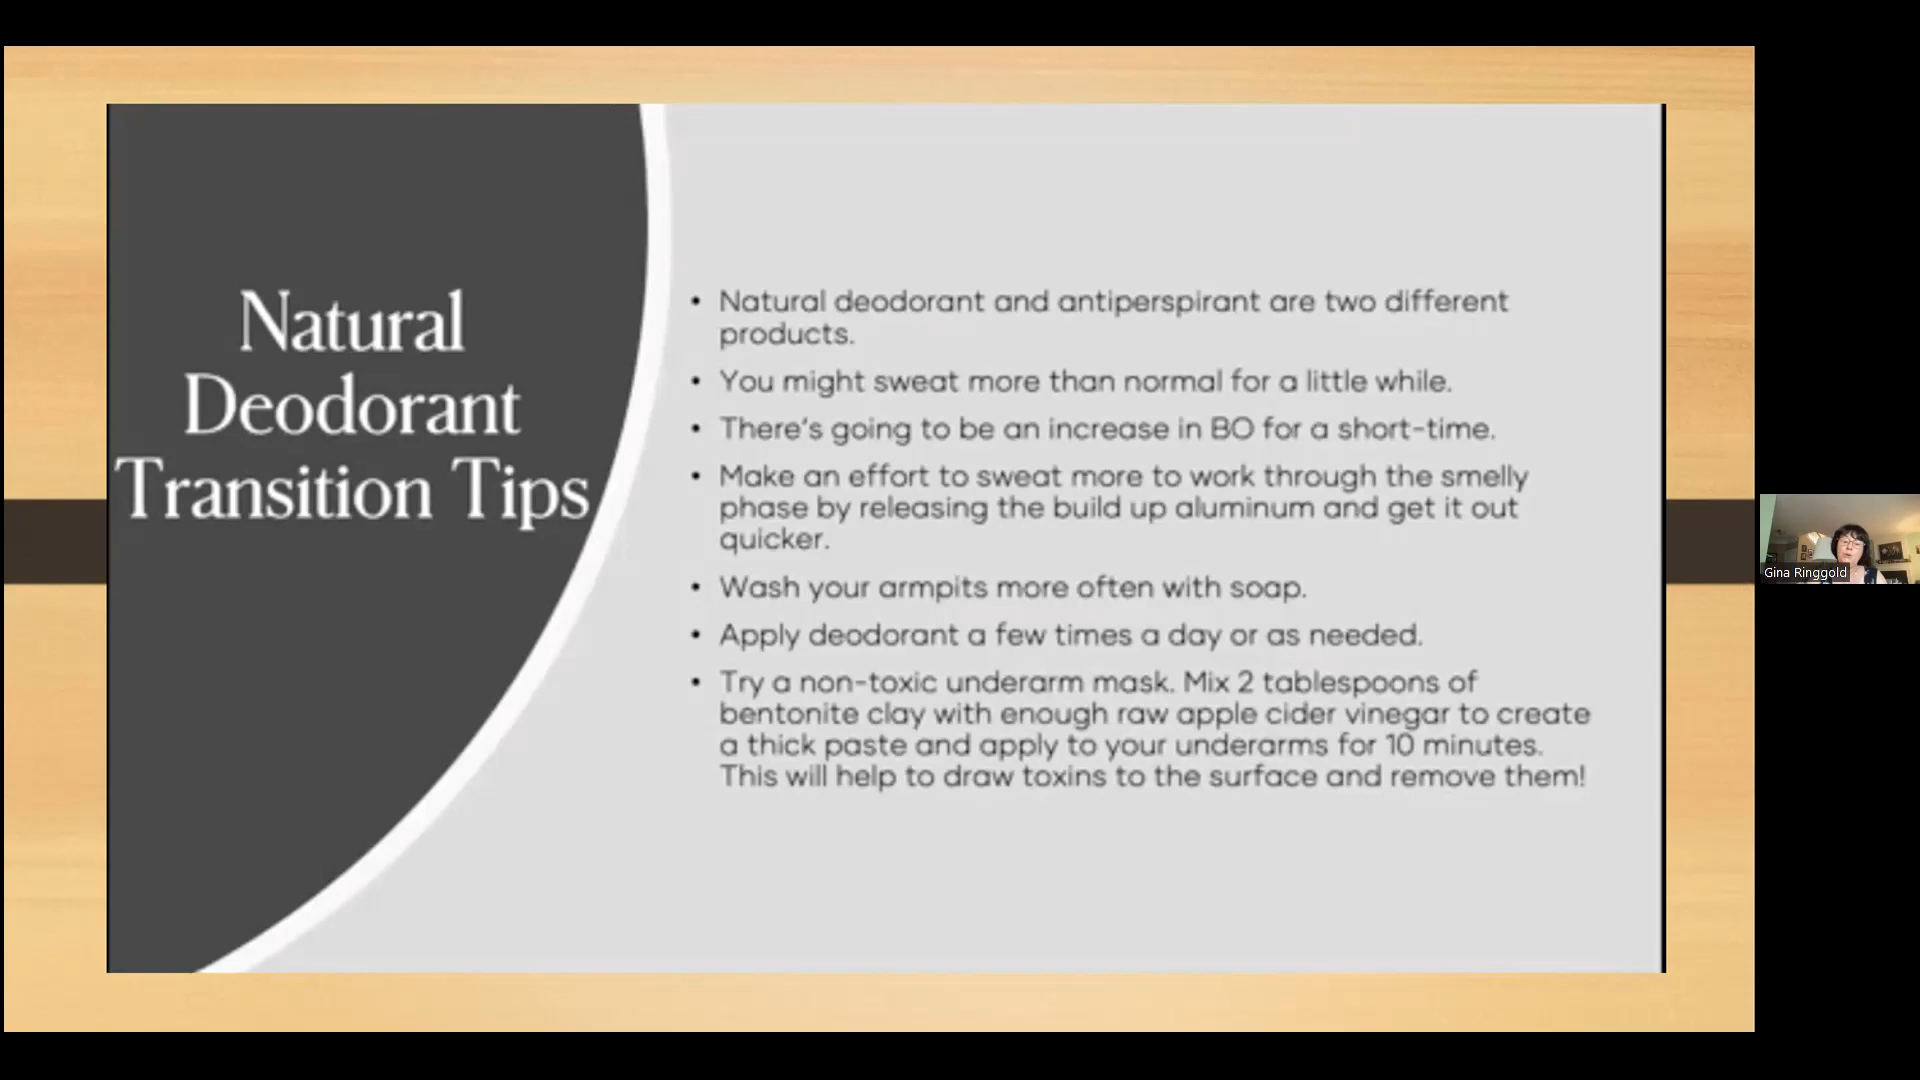 Natural
Deodorant
Transition Tips
• Natural deodorant and antiperspirant are two different
products.
• You might sweat more than normal for a little while.
• There's going to be an increase in BO for a short-time.
• Make an effort to sweat more to work through the smelly
phase by releasing the build up aluminum and get it out
quicker.
• Wash your armpits more often with soap.
• Apply deodorant a few times a day or as needed.
• Try a non-toxic underarm mask. Mix 2 tablespoons of
bentonite clay with enough raw apple cider vinegar to create
a thick paste and apply to your underarms for 10 minutes.
This will help to draw toxins to the surface and remove them!
Gina Ringgold